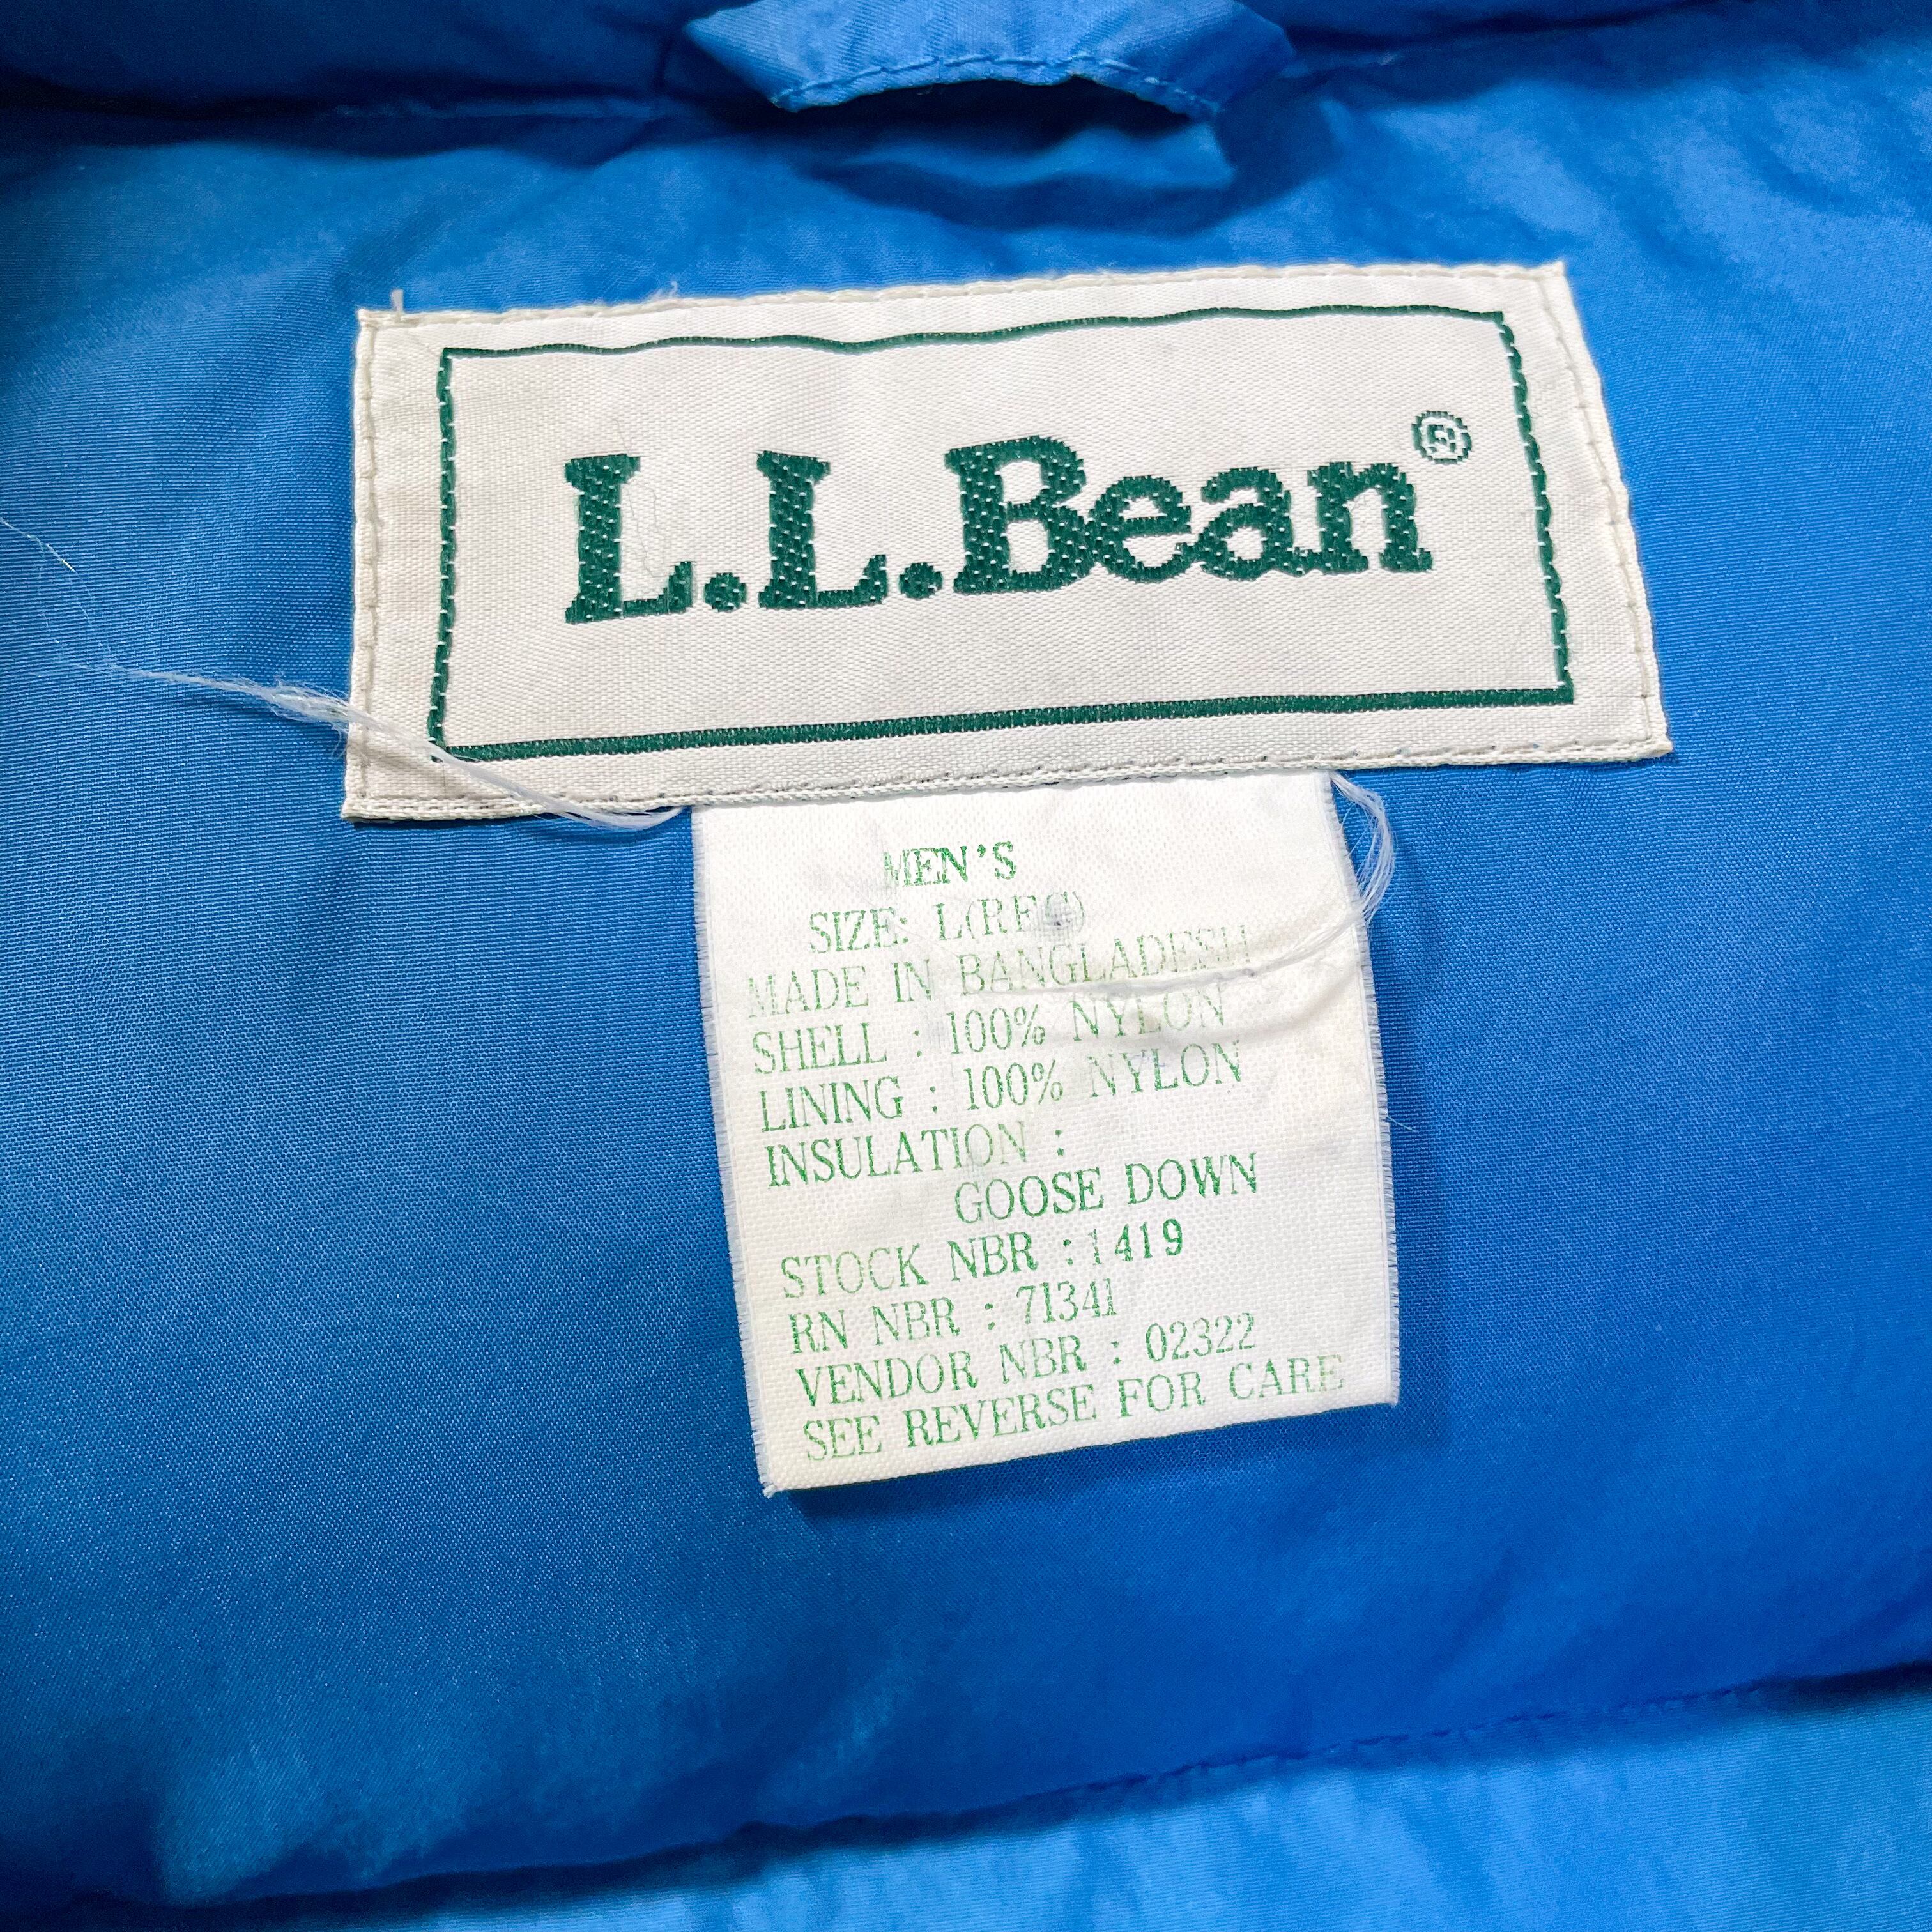 L.L.Bean®
MEN'S
SIZE: L(REG)
MADE IN BANGLADESH
SHELL : 100% NYLON
LINING : 100% NYLON
INSULATION :
GOOSE DOWN
STOCK NBR : 1419
RN NBR : 71341
VENDOR NBR : 02322
SEE REVERSE FOR CARE